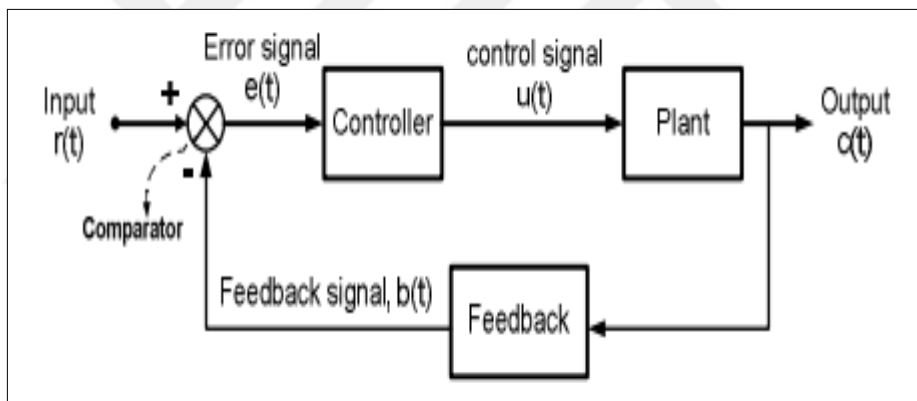 Input
r(t)
+
-
Comparator
Error signal
e(t)
Controller
control signal
u(t)
Plant
Output
c(t)
Feedback signal, b(t)
Feedback